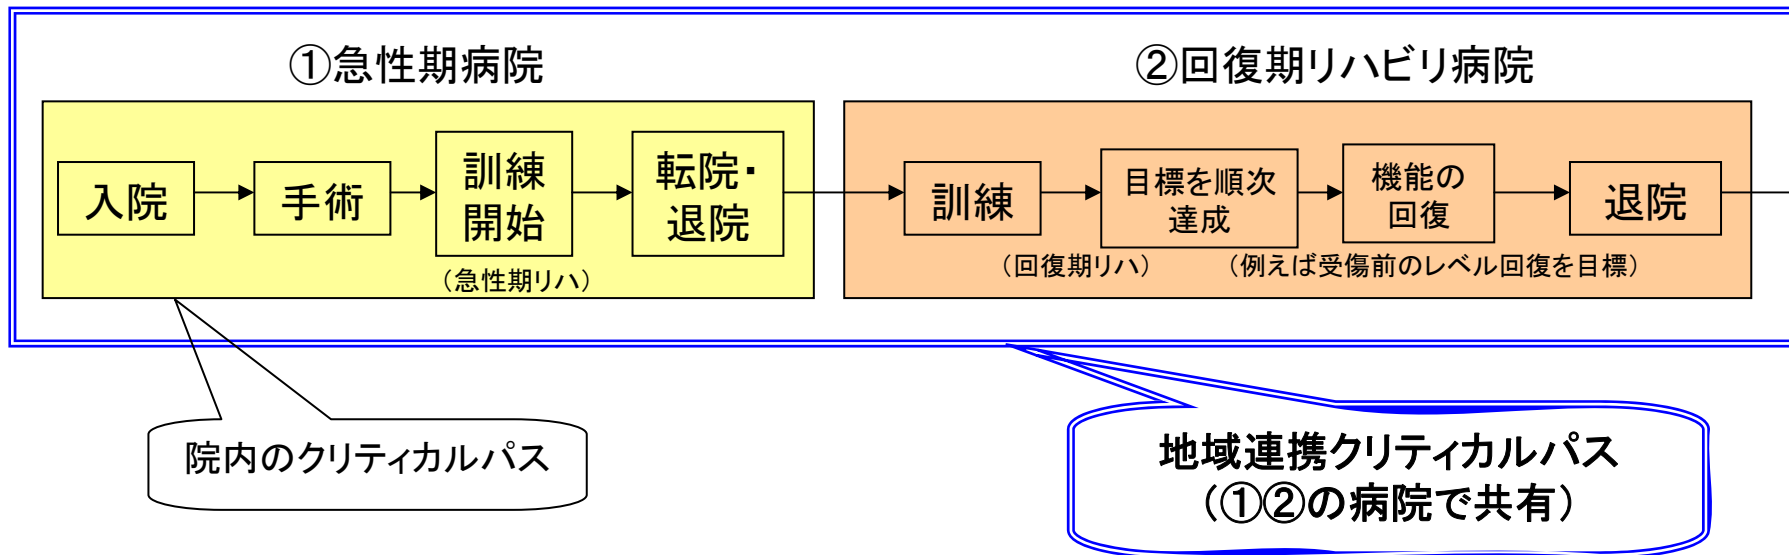 ①急性期病院
②回復期リハビリ病院
入院
手術
訓練
開始
転院・
退院
(急性期リハ)
訓練
目標を順次
達成
機能の
回復
退院
(回復期リハ)
(例えば受傷前のレベル回復を目標)
院内のクリティカルパス
地域連携クリティカルパス
(①②の病院で共有)